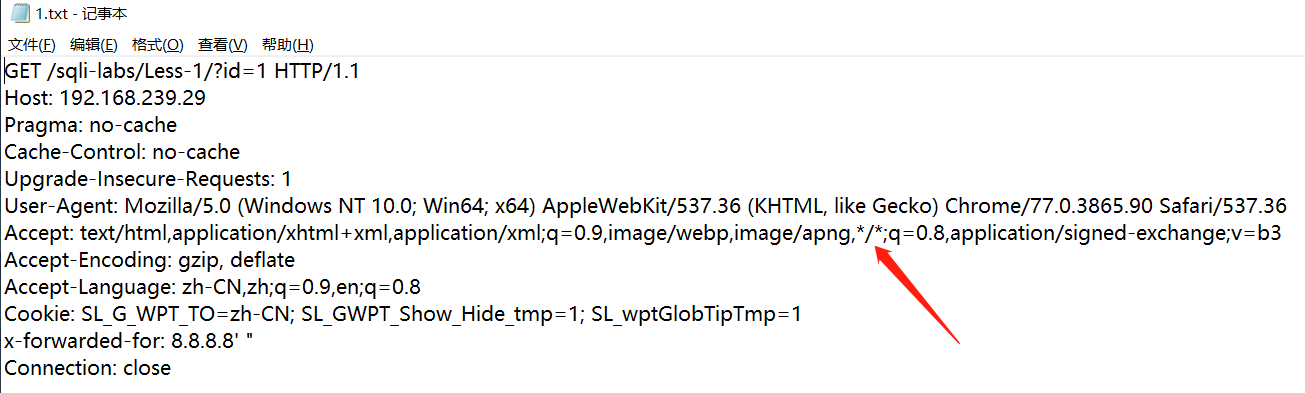 1.txt - 记事本
文件(F) 编辑(E) 格式(O) 查看(V) 帮助(H)
GET /sqli-labs/Less-1/?id=1 HTTP/1.1
Host: 192.168.239.29
Pragma: no-cache
Cache-Control: no-cache
Upgrade-Insecure-Requests: 1
User-Agent: Mozilla/5.0 (Windows NT 10.0; Win64; x64) AppleWebKit/537.36 (KHTML, like Gecko) Chrome/77.0.3865.90 Safari/537.36
Accept: text/html,application/xhtml+xml,application/xml;q=0.9,image/webp,image/apng,*/*;q=0.8,application/signed-exchange;v=b3
Accept-Encoding: gzip, deflate
Accept-Language: zh-CN,zh;q=0.9,en;q=0.8
Cookie: SL_G_WPT_TO=zh-CN; SL_GWPT_Show_Hide_tmp=1; SL_wptGlobTipTmp=1
x-forwarded-for: 8.8.8.8' "
Connection: close